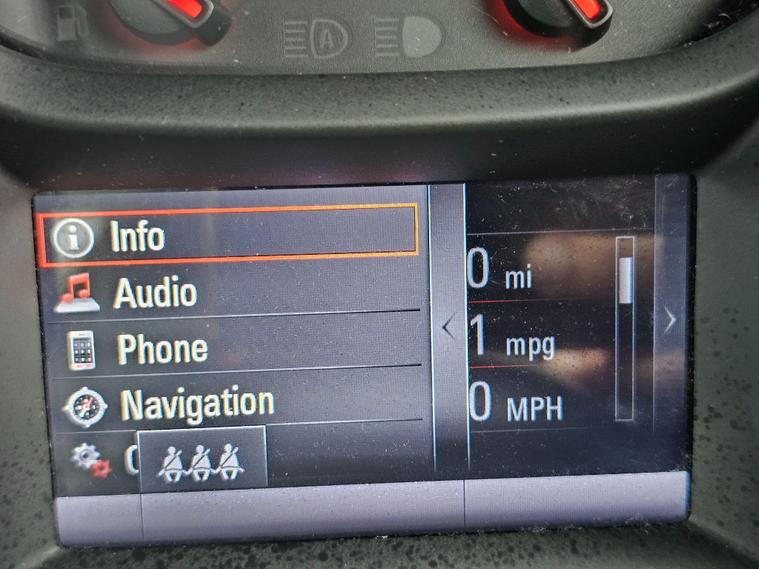 A
Info
Audio
Phone
Navigation
0 mi
1 mpg
0 MPH